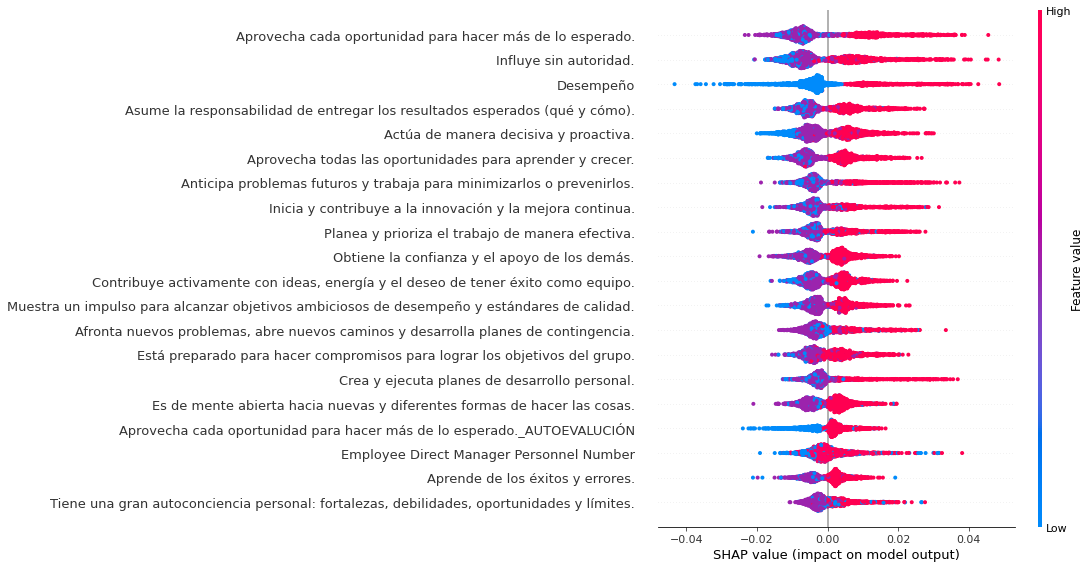 High
Aprovecha cada oportunidad para hacer más de lo esperado.
Influye sin autoridad.
Desempeño
Asume la responsabilidad de entregar los resultados esperados (qué y cómo).
Actúa de manera decisiva y proactiva.
Aprovecha todas las oportunidades para aprender y crecer.
Anticipa problemas futuros y trabaja para minimizarlos o prevenirlos.
Inicia y contribuye a la innovación y la mejora continua.
Planea y prioriza el trabajo de manera efectiva.
Obtiene la confianza y el apoyo de los demás.
Contribuye activamente con ideas, energía y el deseo de tener éxito como equipo.
Muestra un impulso para alcanzar objetivos ambiciosos de desempeño y estándares de calidad.
Afronta nuevos problemas, abre nuevos caminos y desarrolla planes de contingencia.
Está preparado para hacer compromisos para lograr los objetivos del grupo.
Crea y ejecuta planes de desarrollo personal.
Es de mente abierta hacia nuevas y diferentes formas de hacer las cosas.
Aprovecha cada oportunidad para hacer más de lo esperado._AUTOEVALUCIÓN
Employee Direct Manager Personnel Number
Aprende de los éxitos y errores.
Tiene una gran autoconciencia personal: fortalezas, debilidades, oportunidades y límites.
Feature value
Low
−0.04 −0.02 0.00 0.02 0.04
SHAP value (impact on model output)